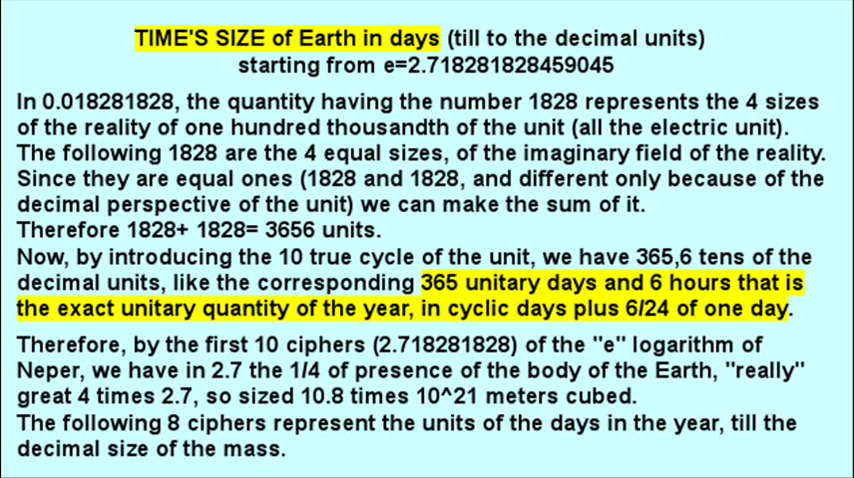 TIME'S SIZE of Earth in days (till to the decimal units)
starting from e=2.718281828459045
In 0.018281828, the quantity having the number 1828 represents the 4 sizes
of the reality of one hundred thousandth of the unit (all the electric unit).
The following 1828 are the 4 equal sizes, of the imaginary field of the reality.
Since they are equal ones (1828 and 1828, and different only because of the
decimal perspective of the unit) we can make the sum of it.
Therefore 1828+ 1828= 3656 units.
Now, by introducing the 10 true cycle of the unit, we have 365,6 tens of the
decimal units, like the corresponding 365 unitary days and 6 hours that is
the exact unitary quantity of the year, in cyclic days plus 6/24 of one day.
Therefore, by the first 10 ciphers (2.718281828) of the "e" logarithm of
Neper, we have in 2.7 the 1/4 of presence of the body of the Earth, "really"
great 4 times 2.7, so sized 10.8 times 10^21 meters cubed.
The following 8 ciphers represent the units of the days in the year, till the
decimal size of the mass.